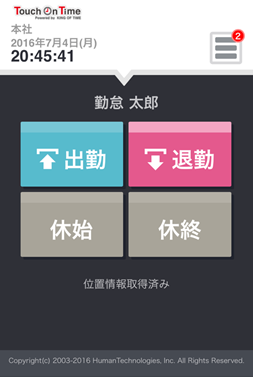 Touch On Time
Powered by KING OF TIME
本社
2016年7月4日(月)
20:45:41
2
勤怠 太郎
出勤
退勤
休始
休終
位置情報取得済み
Copyright(c) 2003-2016 HumanTechnologies, Inc. All Rights Reserved.